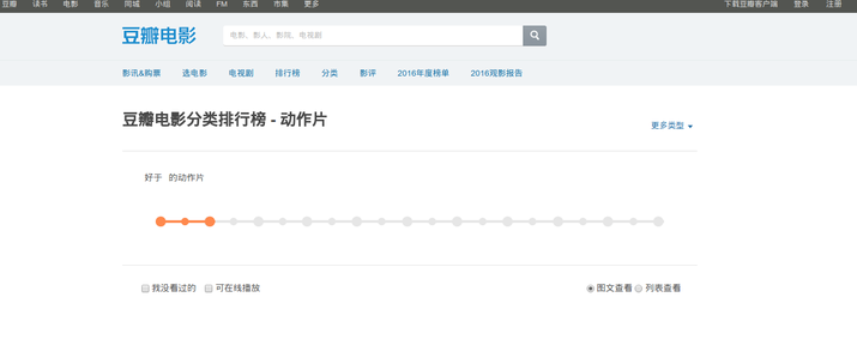 豆瓣 读书 电影 音乐 同城 小组 阅读 FM 东西 市集 更多 下载豆瓣客户端 登录 注册
豆瓣电影 电影、影人、影院、电视剧
影讯&购票 选电影 电视剧 排行榜 分类 影评 2016年度榜单 2016观影报告
豆瓣电影分类排行榜 - 动作片
更多类型
好于 的动作片
我没看过的 可在线播放 图文查看 列表查看